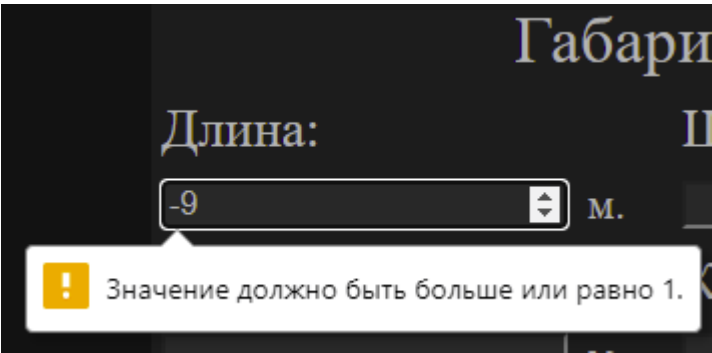 Габари
Длина:
-9 м.
Значение должно быть больше или равно 1.